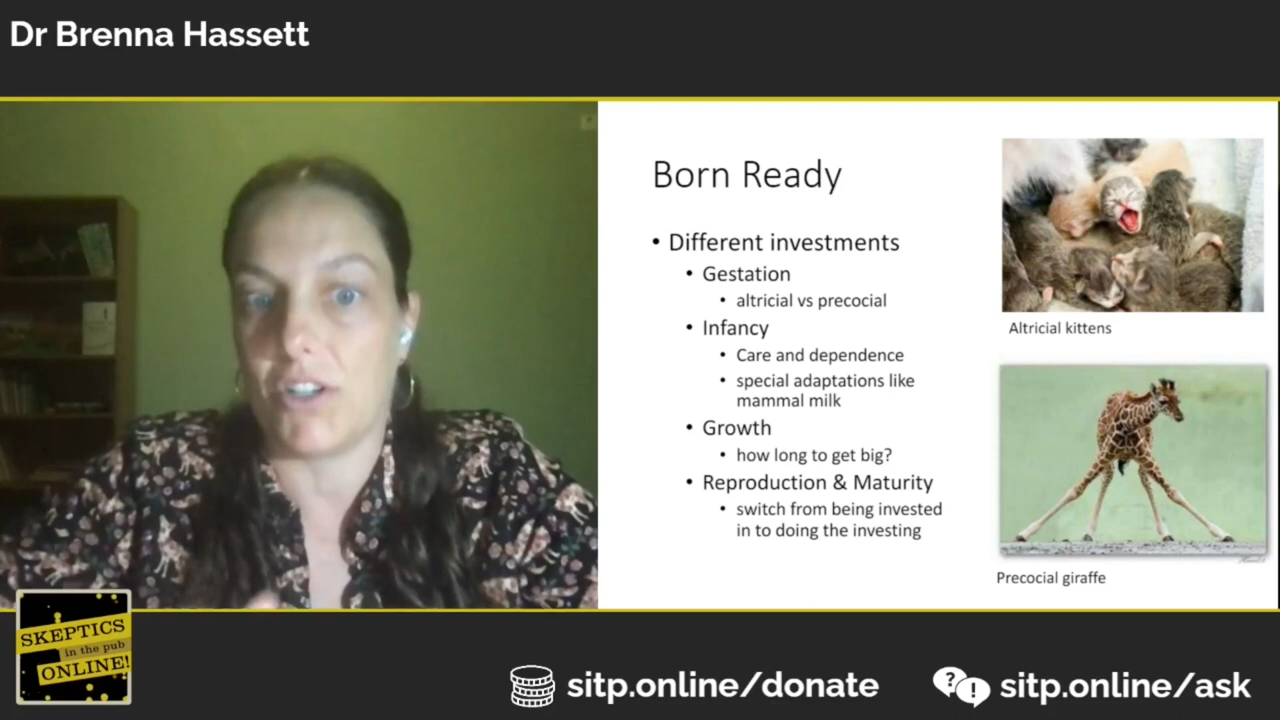 Dr Brenna Hassett
Born Ready
• Different investments
• Gestation
• altricial vs precocial
• Infancy
• Care and dependence
• special adaptations like
mammal milk
• Growth
• how long to get big?
• Reproduction & Maturity
• switch from being invested
in to doing the investing
Altricial kittens
Precocial giraffe
SKEPTICS
in the pub
ONLINE!
sitp.online/donate
sitp.online/ask